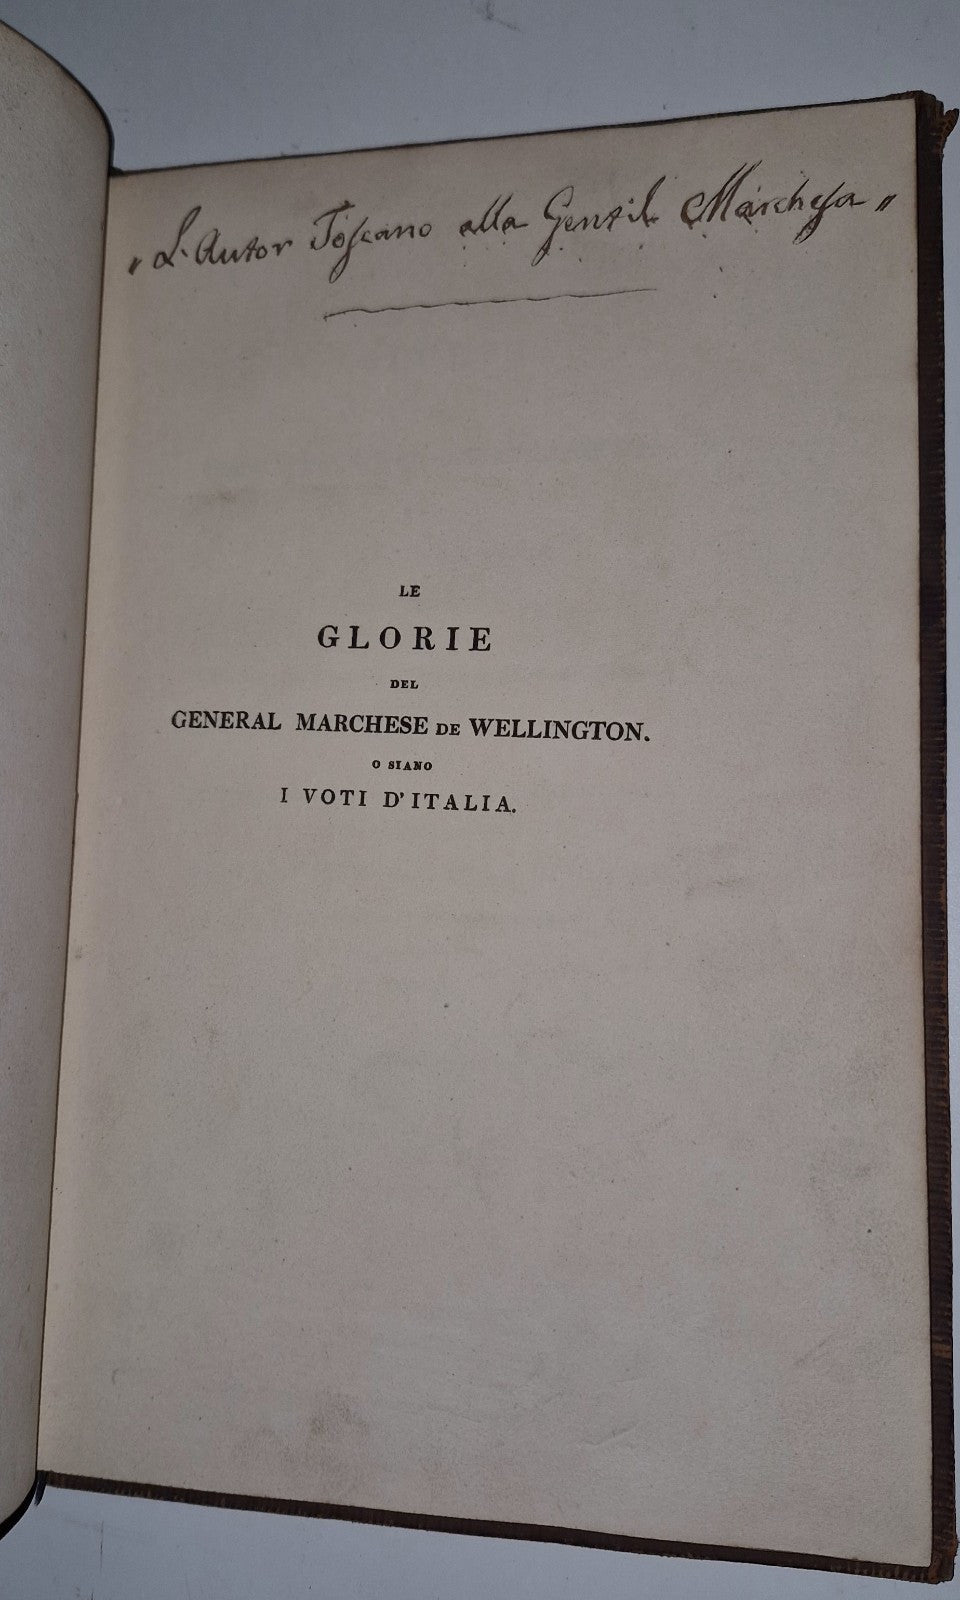 „ L'Autor Toscano alla Gentil Marchesa „
LE
GLORIE
DEL
GENERAL MARCHESE DE WELLINGTON.
O SIANO
I VOTI D'ITALIA.